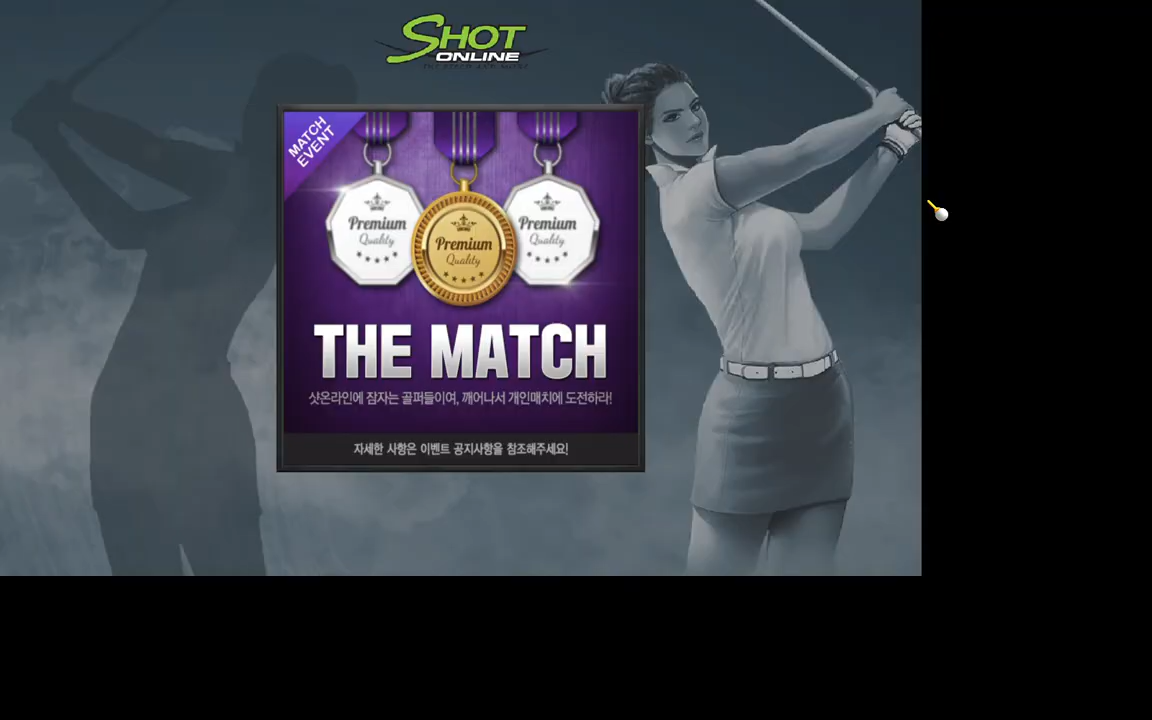 SHOT
ONLINE
MATCH
EVENT
Premium
Quality
Premium
Quality
Premium
Quality
THE MATCH
샷온라인에 잠자는 골퍼들이여, 깨어나서 개인매치에 도전하라!
자세한 사항은 이벤트 공지사항을 참조해주세요!